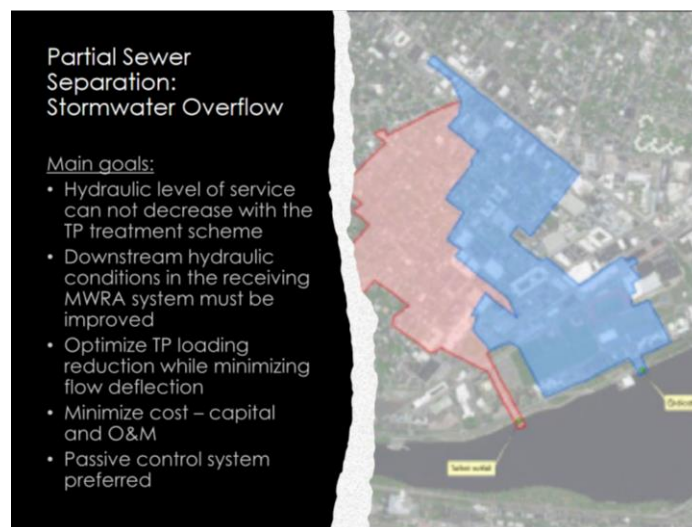 Partial Sewer
Separation:
Stormwater Overflow
Main goals:
• Hydraulic level of service
can not decrease with the
TP treatment scheme
• Downstream hydraulic
conditions in the receiving
MWRA system must be
improved
• Optimize TP loading
reduction while minimizing
flow deflection
• Minimize cost – capital
and O&M
• Passive control system
preferred
Talbot outfall